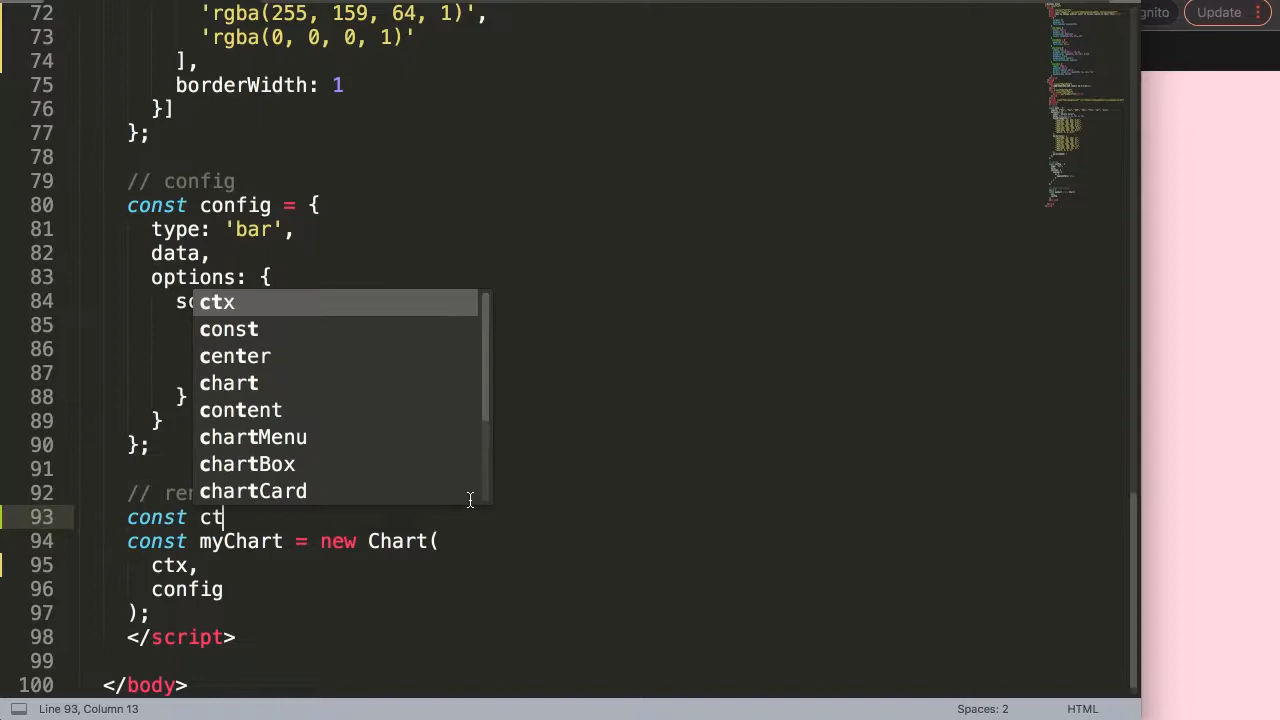 72 'rgba(255, 159, 64, 1)',
73 'rgba(0, 0, 0, 1)'
74 ],
75 borderWidth: 1
76 }]
77 };
78
79 // config
80 const config = {
81 type: 'bar',
82 data,
83 options: {
84 sc
85
86
87
88 }
89 }
90 };
91
92 // ren
93 const ct
94 const myChart = new Chart(
95 ctx,
96 config
97 );
98 </script>
99
100 </body>
ctx
const
center
chart
content
chartMenu
chartBox
chartCard
ognito
Update
Line 93, Column 13
Spaces: 2
HTML